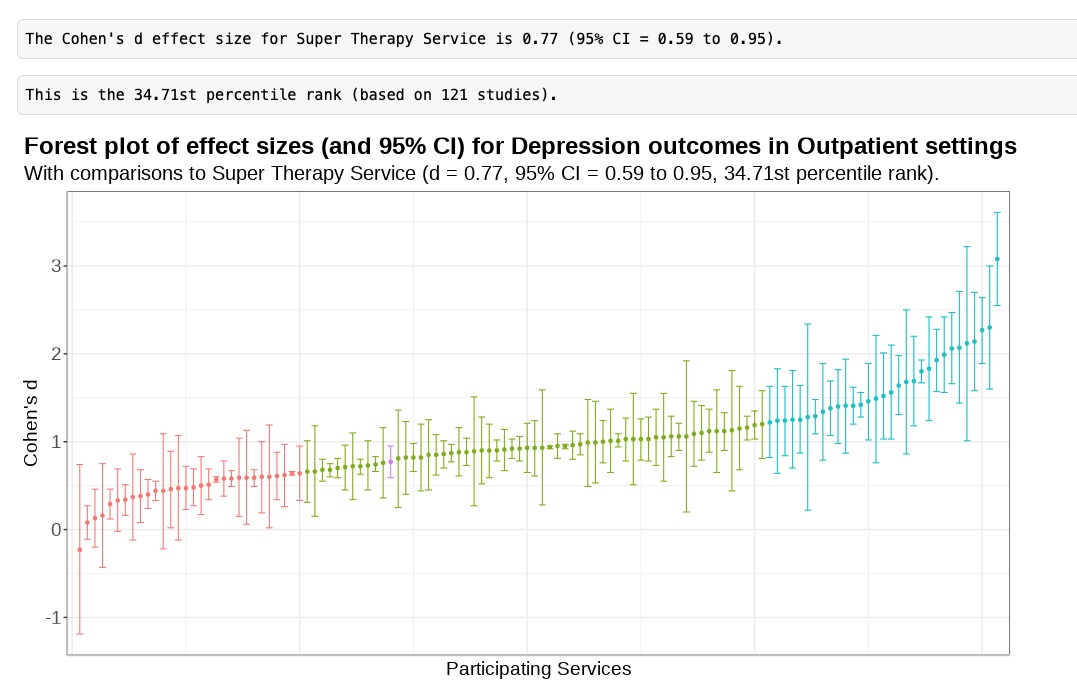 The Cohen's d effect size for Super Therapy Service is 0.77 (95% CI = 0.59 to 0.95).
This is the 34.71st percentile rank (based on 121 studies).
Forest plot of effect sizes (and 95% CI) for Depression outcomes in Outpatient settings
With comparisons to Super Therapy Service (d = 0.77, 95% CI = 0.59 to 0.95, 34.71st percentile rank).
Cohen's d
3
2
1
0
-1
Participating Services